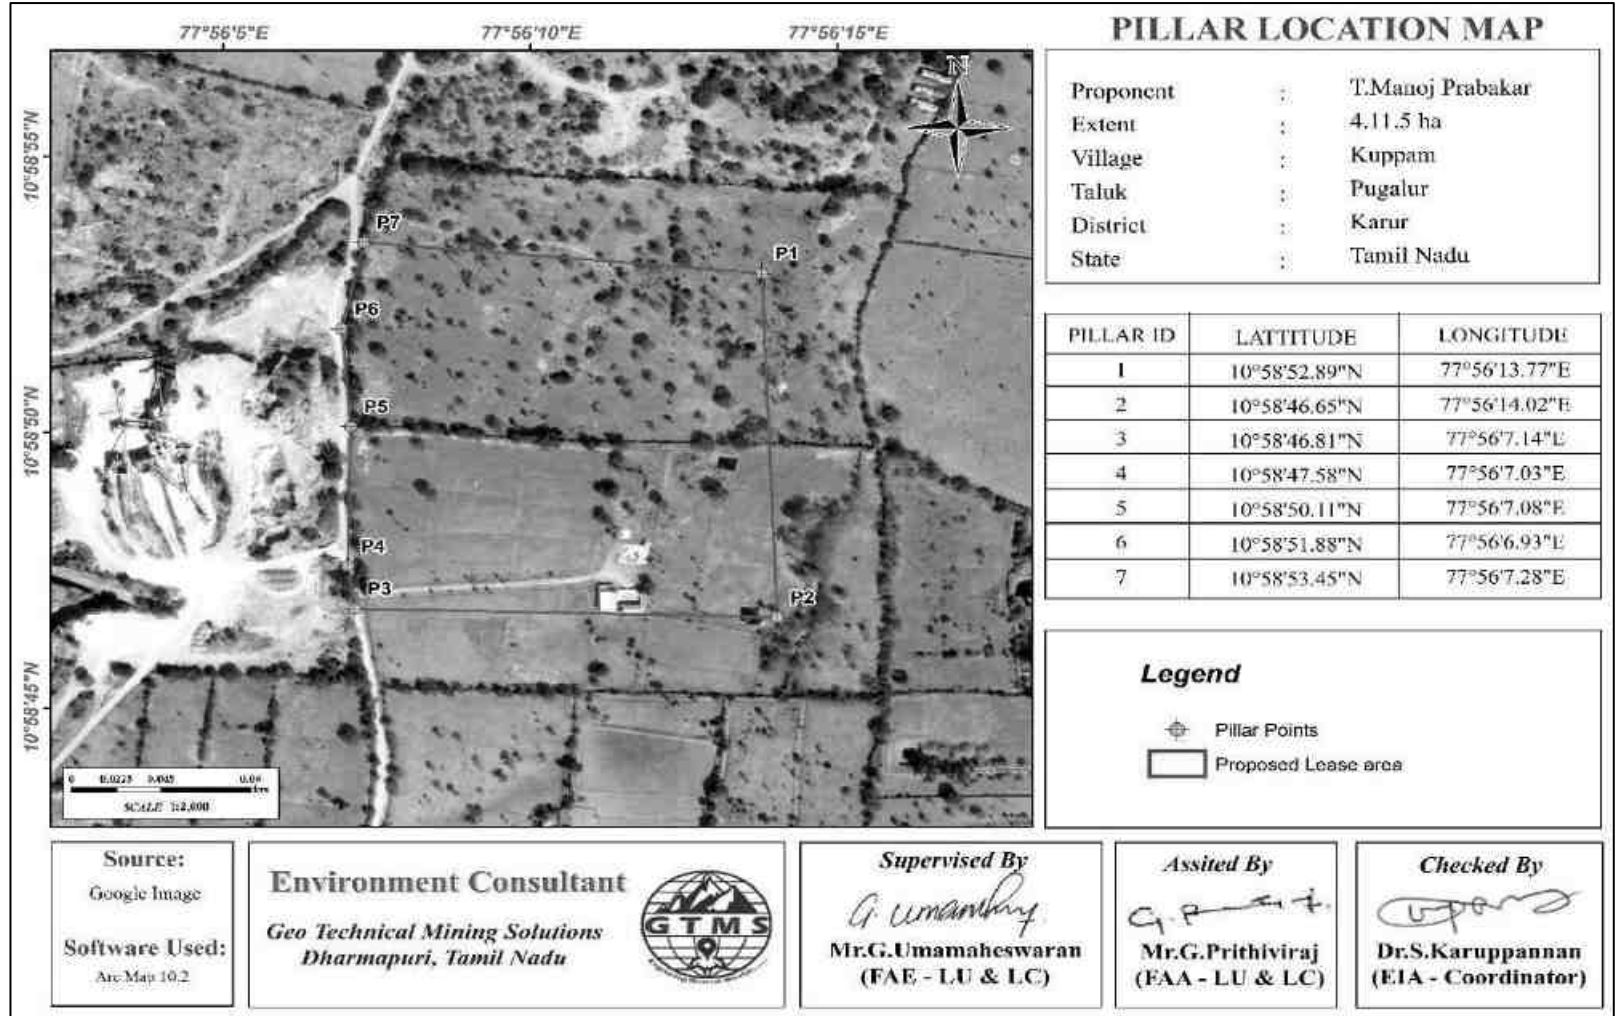 PILLAR LOCATION MAP
77°56'5"E
77°56'10"E
77°56'15"E
10°58'55"N
10°58'50"N
10°58'45"N
N
P7
P1
P6
P5
P4
P3
P2
0 0.0225 0.045 0.09
SCALE 1:2,000
Proponent : T.Manoj Prabakar
Extent : 4.11.5 ha
Village : Kuppam
Taluk : Pugalur
District : Karur
State : Tamil Nadu
PILLAR ID LATTITUDE LONGITUDE
1 10°58'52.89"N 77°56'13.77"E
2 10°58'46.65"N 77°56'14.02"E
3 10°58'46.81"N 77°56'7.14"E
4 10°58'47.58"N 77°56'7.03"E
5 10°58'50.11"N 77°56'7.08"E
6 10°58'51.88"N 77°56'6.93"E
7 10°58'53.45"N 77°56'7.28"E
Legend
Pillar Points
Proposed Lease area
Source:
Google Image
Software Used:
Arc Map 10.2
Environment Consultant
Geo Technical Mining Solutions
Dharmapuri, Tamil Nadu
GTMS
Supervised By
G. Umamahes
Mr.G.Umamaheswaran
(FAE - LU & LC)
Assited By
Mr.G.Prithiviraj
(FAA - LU & LC)
Checked By
Dr.S.Karuppannan
(EIA - Coordinator)